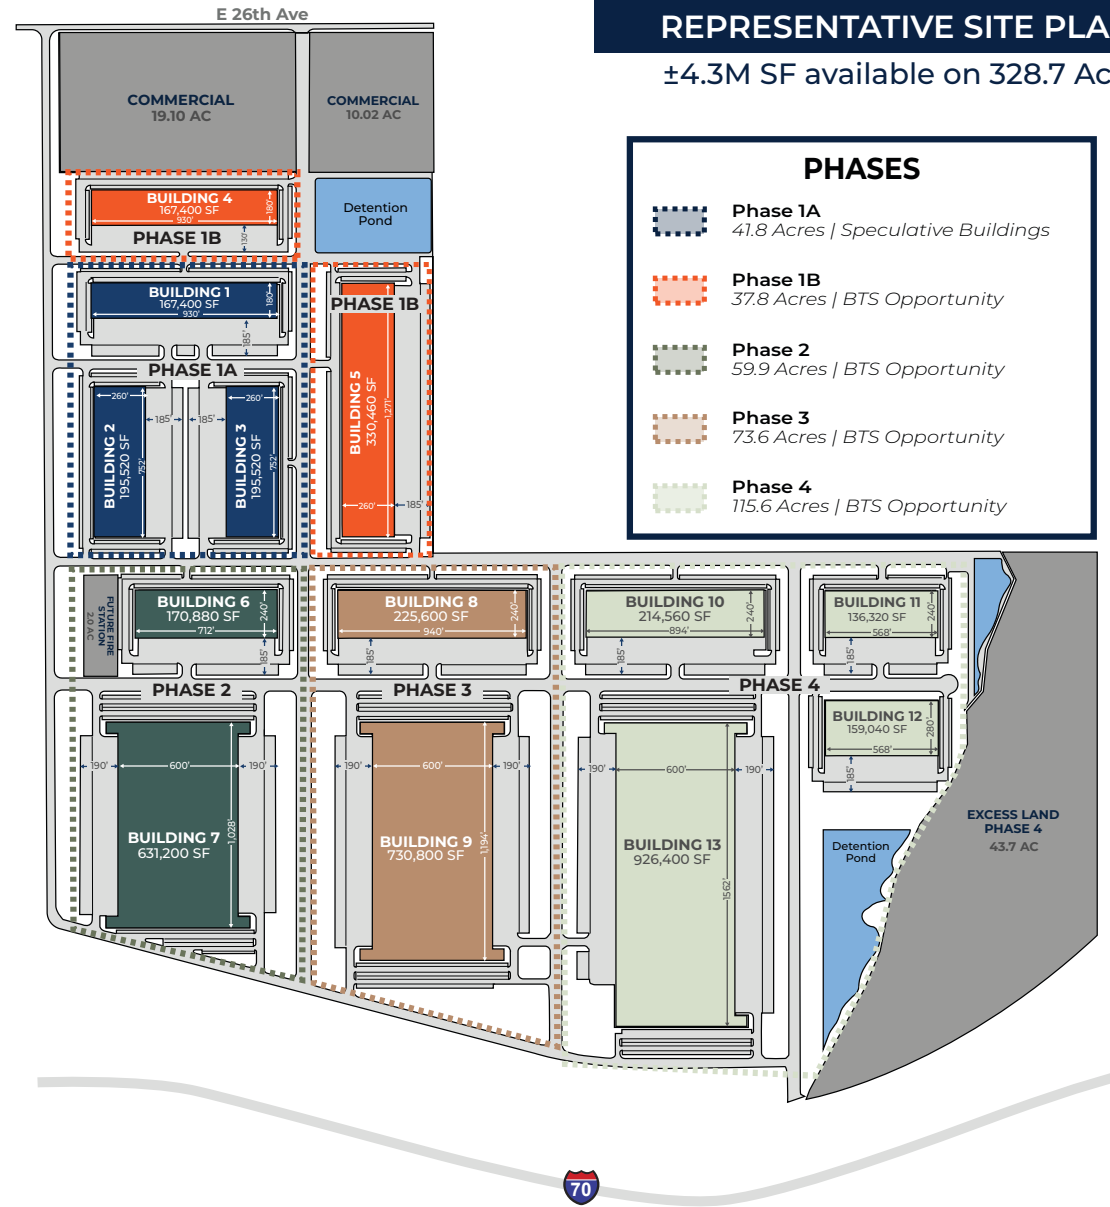 E 26th Ave
REPRESENTATIVE SITE PLA
±4.3M SF available on 328.7 Ac
COMMERCIAL
19.10 AC
COMMERCIAL
10.02 AC
PHASES
Phase 1A
41.8 Acres | Speculative Buildings
Phase 1B
37.8 Acres | BTS Opportunity
Phase 2
59.9 Acres | BTS Opportunity
Phase 3
73.6 Acres | BTS Opportunity
Phase 4
115.6 Acres | BTS Opportunity
BUILDING 4
167,400 SF
930'
180'
130'
PHASE 1B
Detention
Pond
BUILDING 1
167,400 SF
930'
180'
185'
PHASE 1A
PHASE 1B
BUILDING 2
195,520 SF
260'
752'
185'
185'
BUILDING 3
195,520 SF
260'
752'
BUILDING 5
330,460 SF
1,271'
260'
185'
FUTURE FIRE
STATION
2.0 AC
BUILDING 6
170,880 SF
712'
240'
185'
PHASE 2
BUILDING 8
225,600 SF
940'
240'
185'
PHASE 3
BUILDING 10
214,560 SF
894'
240'
185'
BUILDING 11
136,320 SF
568'
240'
185'
PHASE 4
BUILDING 12
159,040 SF
568'
280'
185'
190'
600'
190'
BUILDING 7
631,200 SF
1,028'
190'
600'
190'
BUILDING 9
730,800 SF
1,194'
190'
600'
190'
BUILDING 13
926,400 SF
1562'
Detention
Pond
EXCESS LAND
PHASE 4
43.7 AC
70